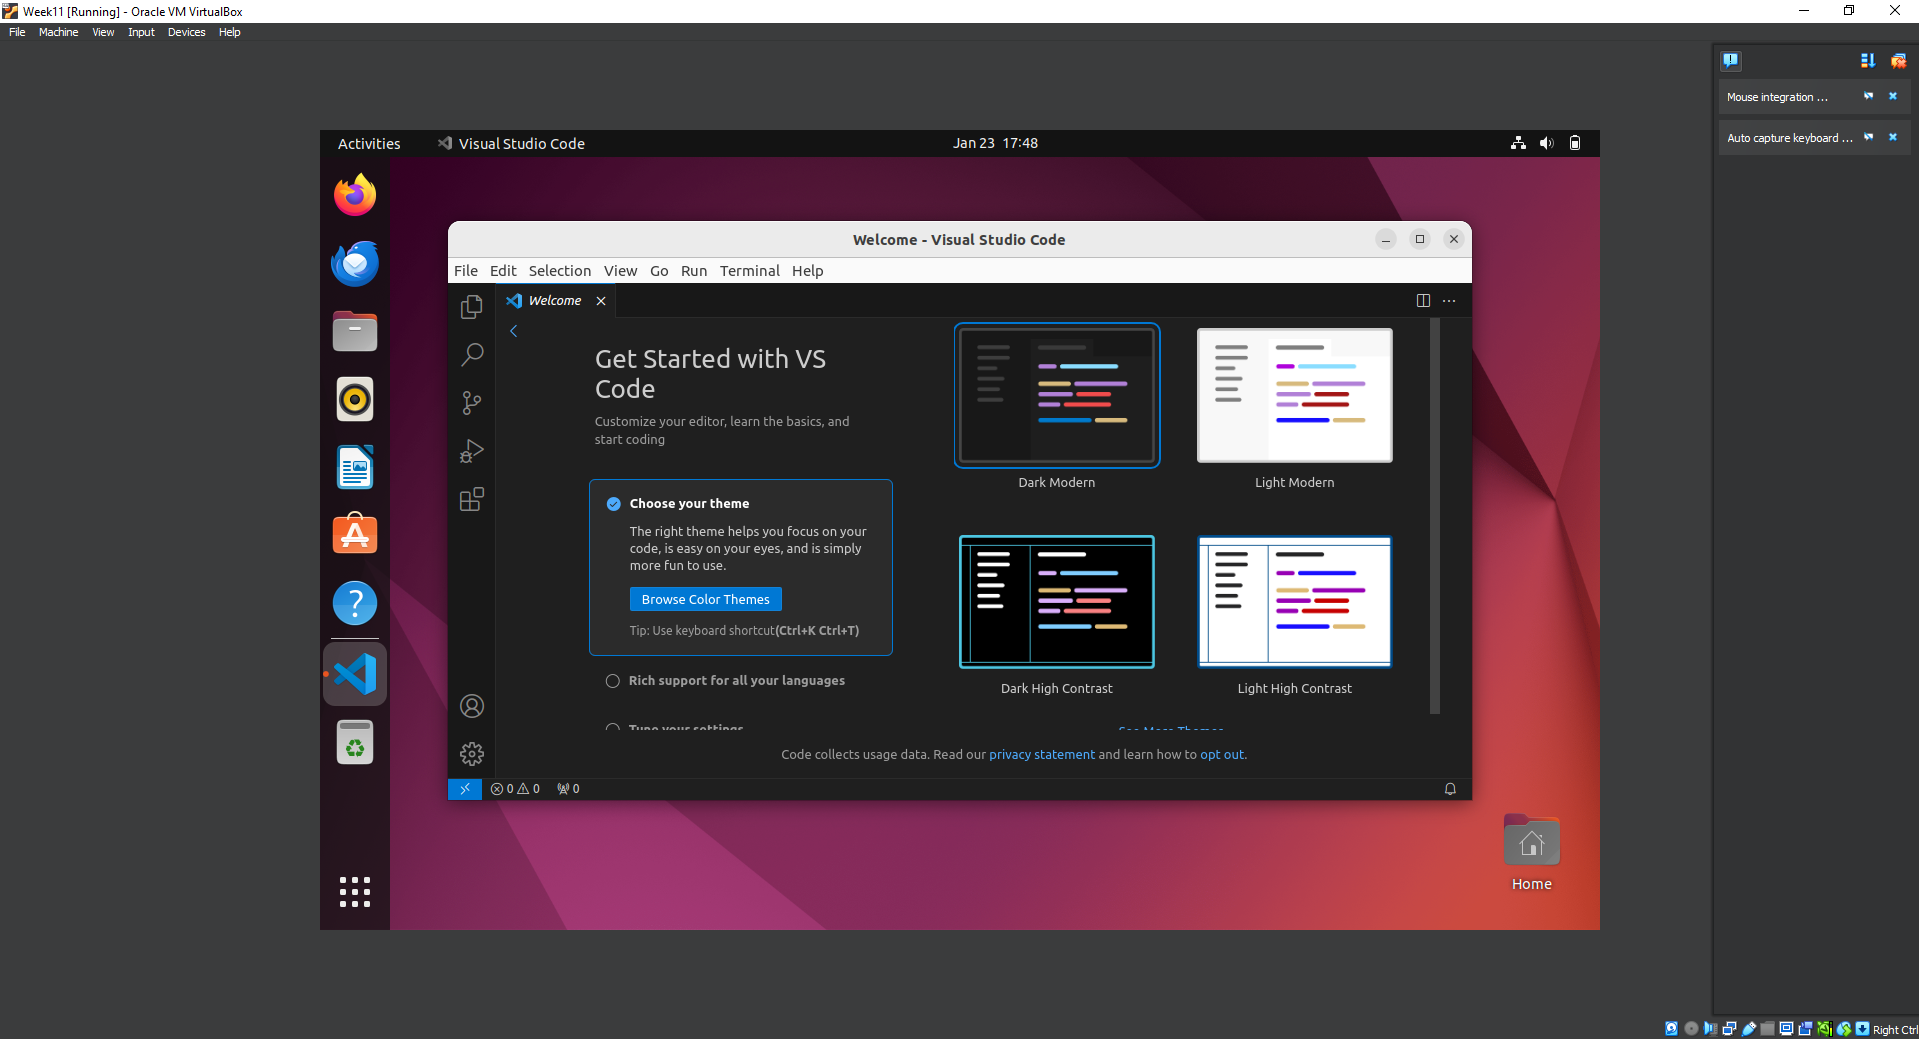 Week11 [Running] - Oracle VM VirtualBox
File Machine View Input Devices Help
Mouse integration ...
Auto capture keyboard ...
Activities Visual Studio Code Jan 23 17:48
Welcome - Visual Studio Code
File Edit Selection View Go Run Terminal Help
Welcome
Get Started with VS
Code
Customize your editor, learn the basics, and
start coding
Choose your theme
The right theme helps you focus on your
code, is easy on your eyes, and is simply
more fun to use.
Browse Color Themes
Tip: Use keyboard shortcut(Ctrl+K Ctrl+T)
Rich support for all your languages
Tune your settings
Dark Modern
Light Modern
Dark High Contrast
Light High Contrast
See More Themes
Code collects usage data. Read our privacy statement and learn how to opt out.
0 0 0
Home
Right Ctrl